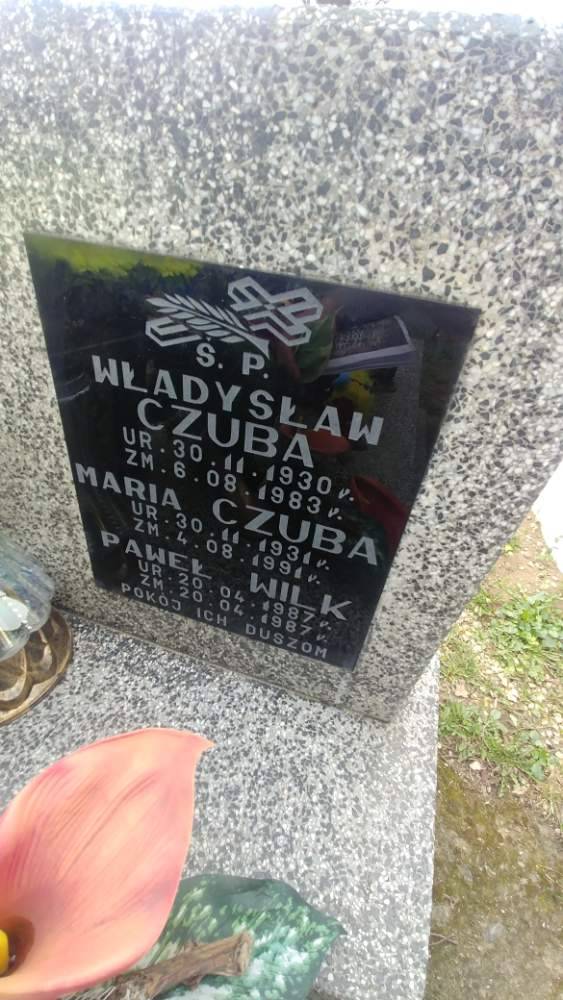 Ś. P.
WŁADYSŁAW
CZUBA
UR. 30. 11. 1930 r.
ZM. 6. 08. 1983 r.
MARIA CZUBA
UR. 30. 11. 1931 r.
ZM. 4. 08. 1991 r.
PAWEŁ WILK
UR. 20. 04. 1987 r.
ZM. 20. 04. 1987 r.
POKÓJ ICH DUSZOM